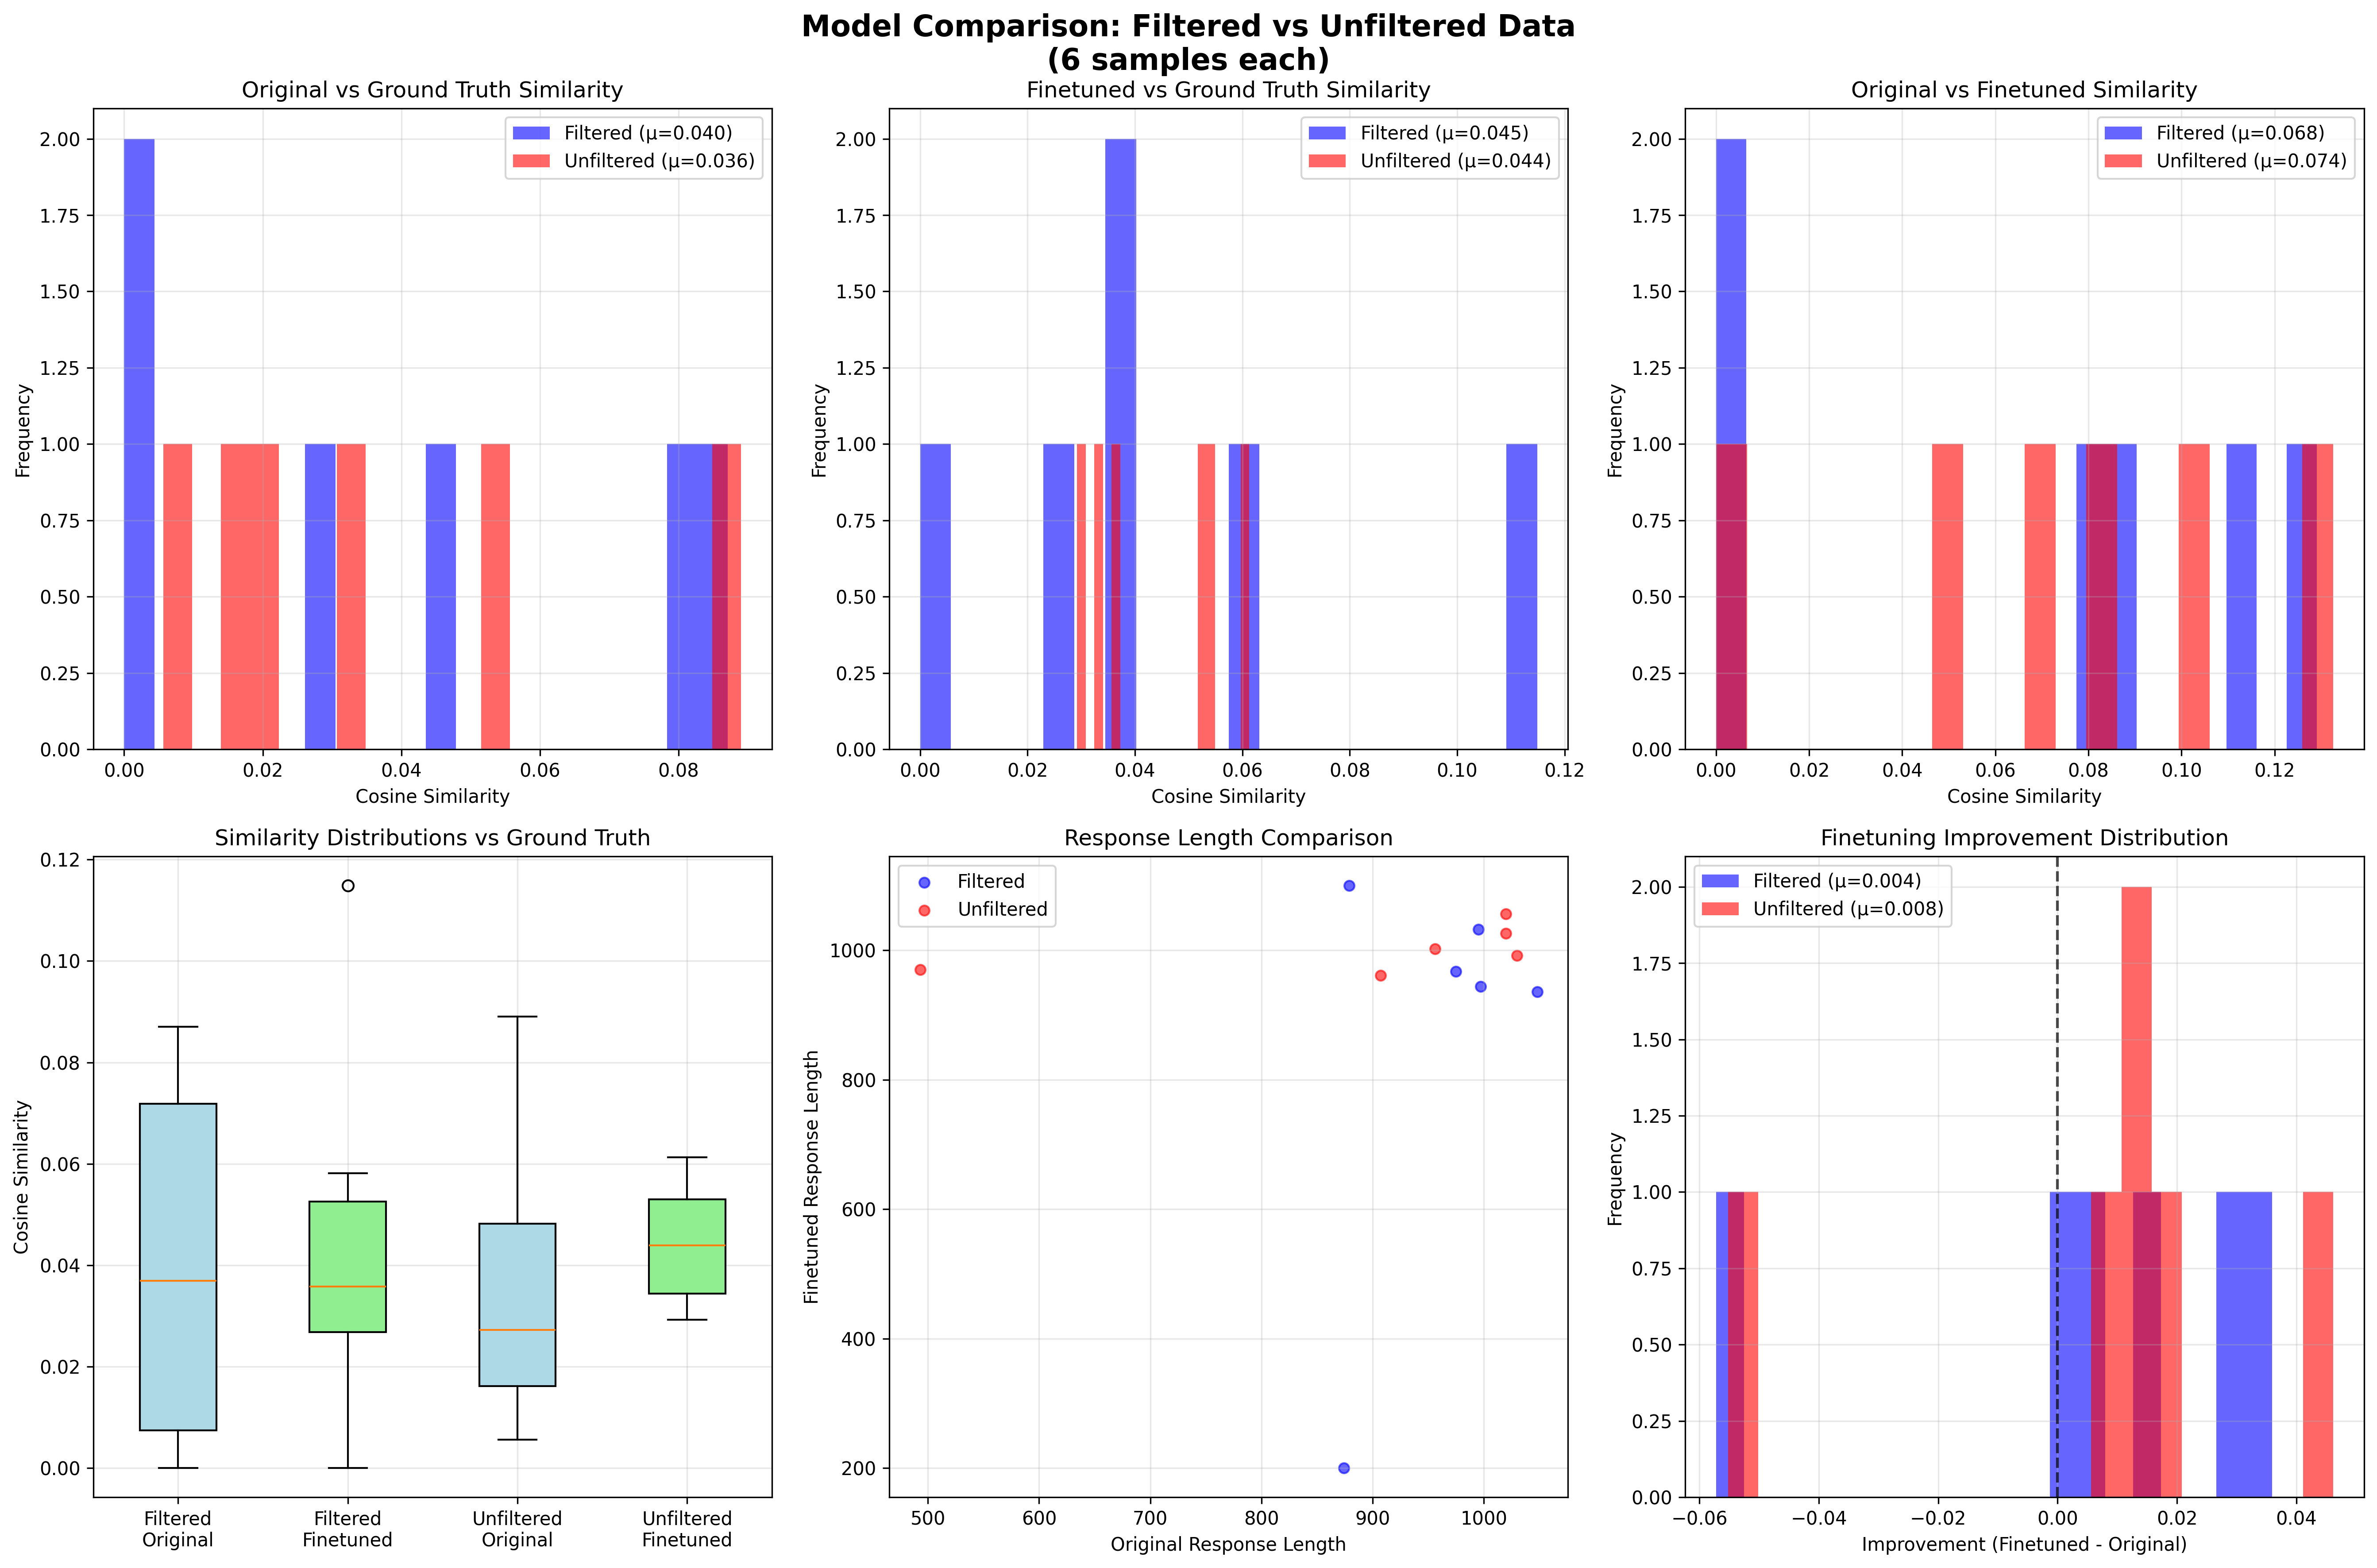 Model Comparison: Filtered vs Unfiltered Data
(6 samples each)
Original vs Ground Truth Similarity
Filtered (μ=0.040)
Unfiltered (μ=0.036)
Frequency
2.00
1.75
1.50
1.25
1.00
0.75
0.50
0.25
0.00
0.00 0.02 0.04 0.06 0.08
Cosine Similarity
Finetuned vs Ground Truth Similarity
Filtered (μ=0.045)
Unfiltered (μ=0.044)
Frequency
2.00
1.75
1.50
1.25
1.00
0.75
0.50
0.25
0.00
0.00 0.02 0.04 0.06 0.08 0.10 0.12
Cosine Similarity
Original vs Finetuned Similarity
Filtered (μ=0.068)
Unfiltered (μ=0.074)
Frequency
2.00
1.75
1.50
1.25
1.00
0.75
0.50
0.25
0.00
0.00 0.02 0.04 0.06 0.08 0.10 0.12
Cosine Similarity
Similarity Distributions vs Ground Truth
Cosine Similarity
0.12
0.10
0.08
0.06
0.04
0.02
0.00
Filtered Filtered Unfiltered Unfiltered
Original Finetuned Original Finetuned
Response Length Comparison
Filtered
Unfiltered
Finetuned Response Length
1000
800
600
400
200
500 600 700 800 900 1000
Original Response Length
Finetuning Improvement Distribution
Filtered (μ=0.004)
Unfiltered (μ=0.008)
Frequency
2.00
1.75
1.50
1.25
1.00
0.75
0.50
0.25
0.00
−0.06 −0.04 −0.02 0.00 0.02 0.04
Improvement (Finetuned - Original)